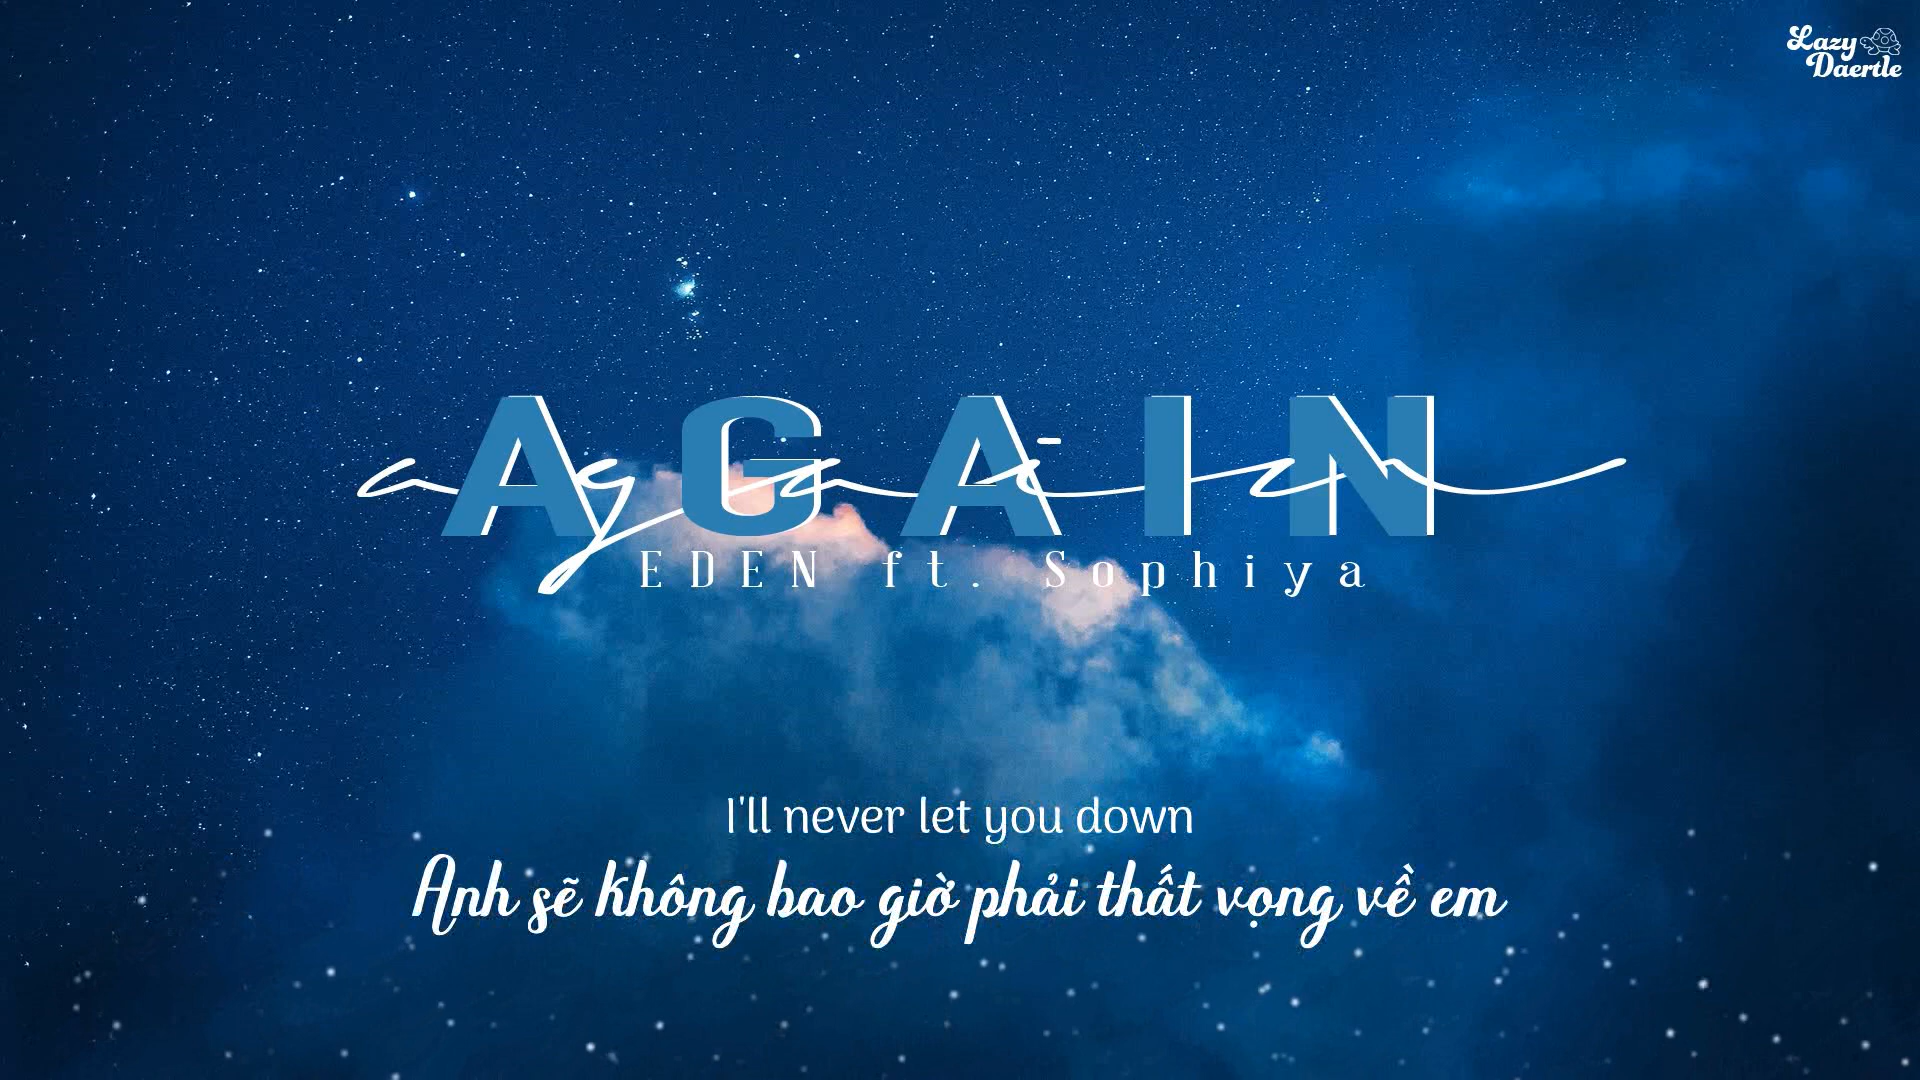 Lazy
Daertle
AGAIN
again
EDEN ft. Sophiya
I'll never let you down
Anh sẽ không bao giờ phải thất vọng về em